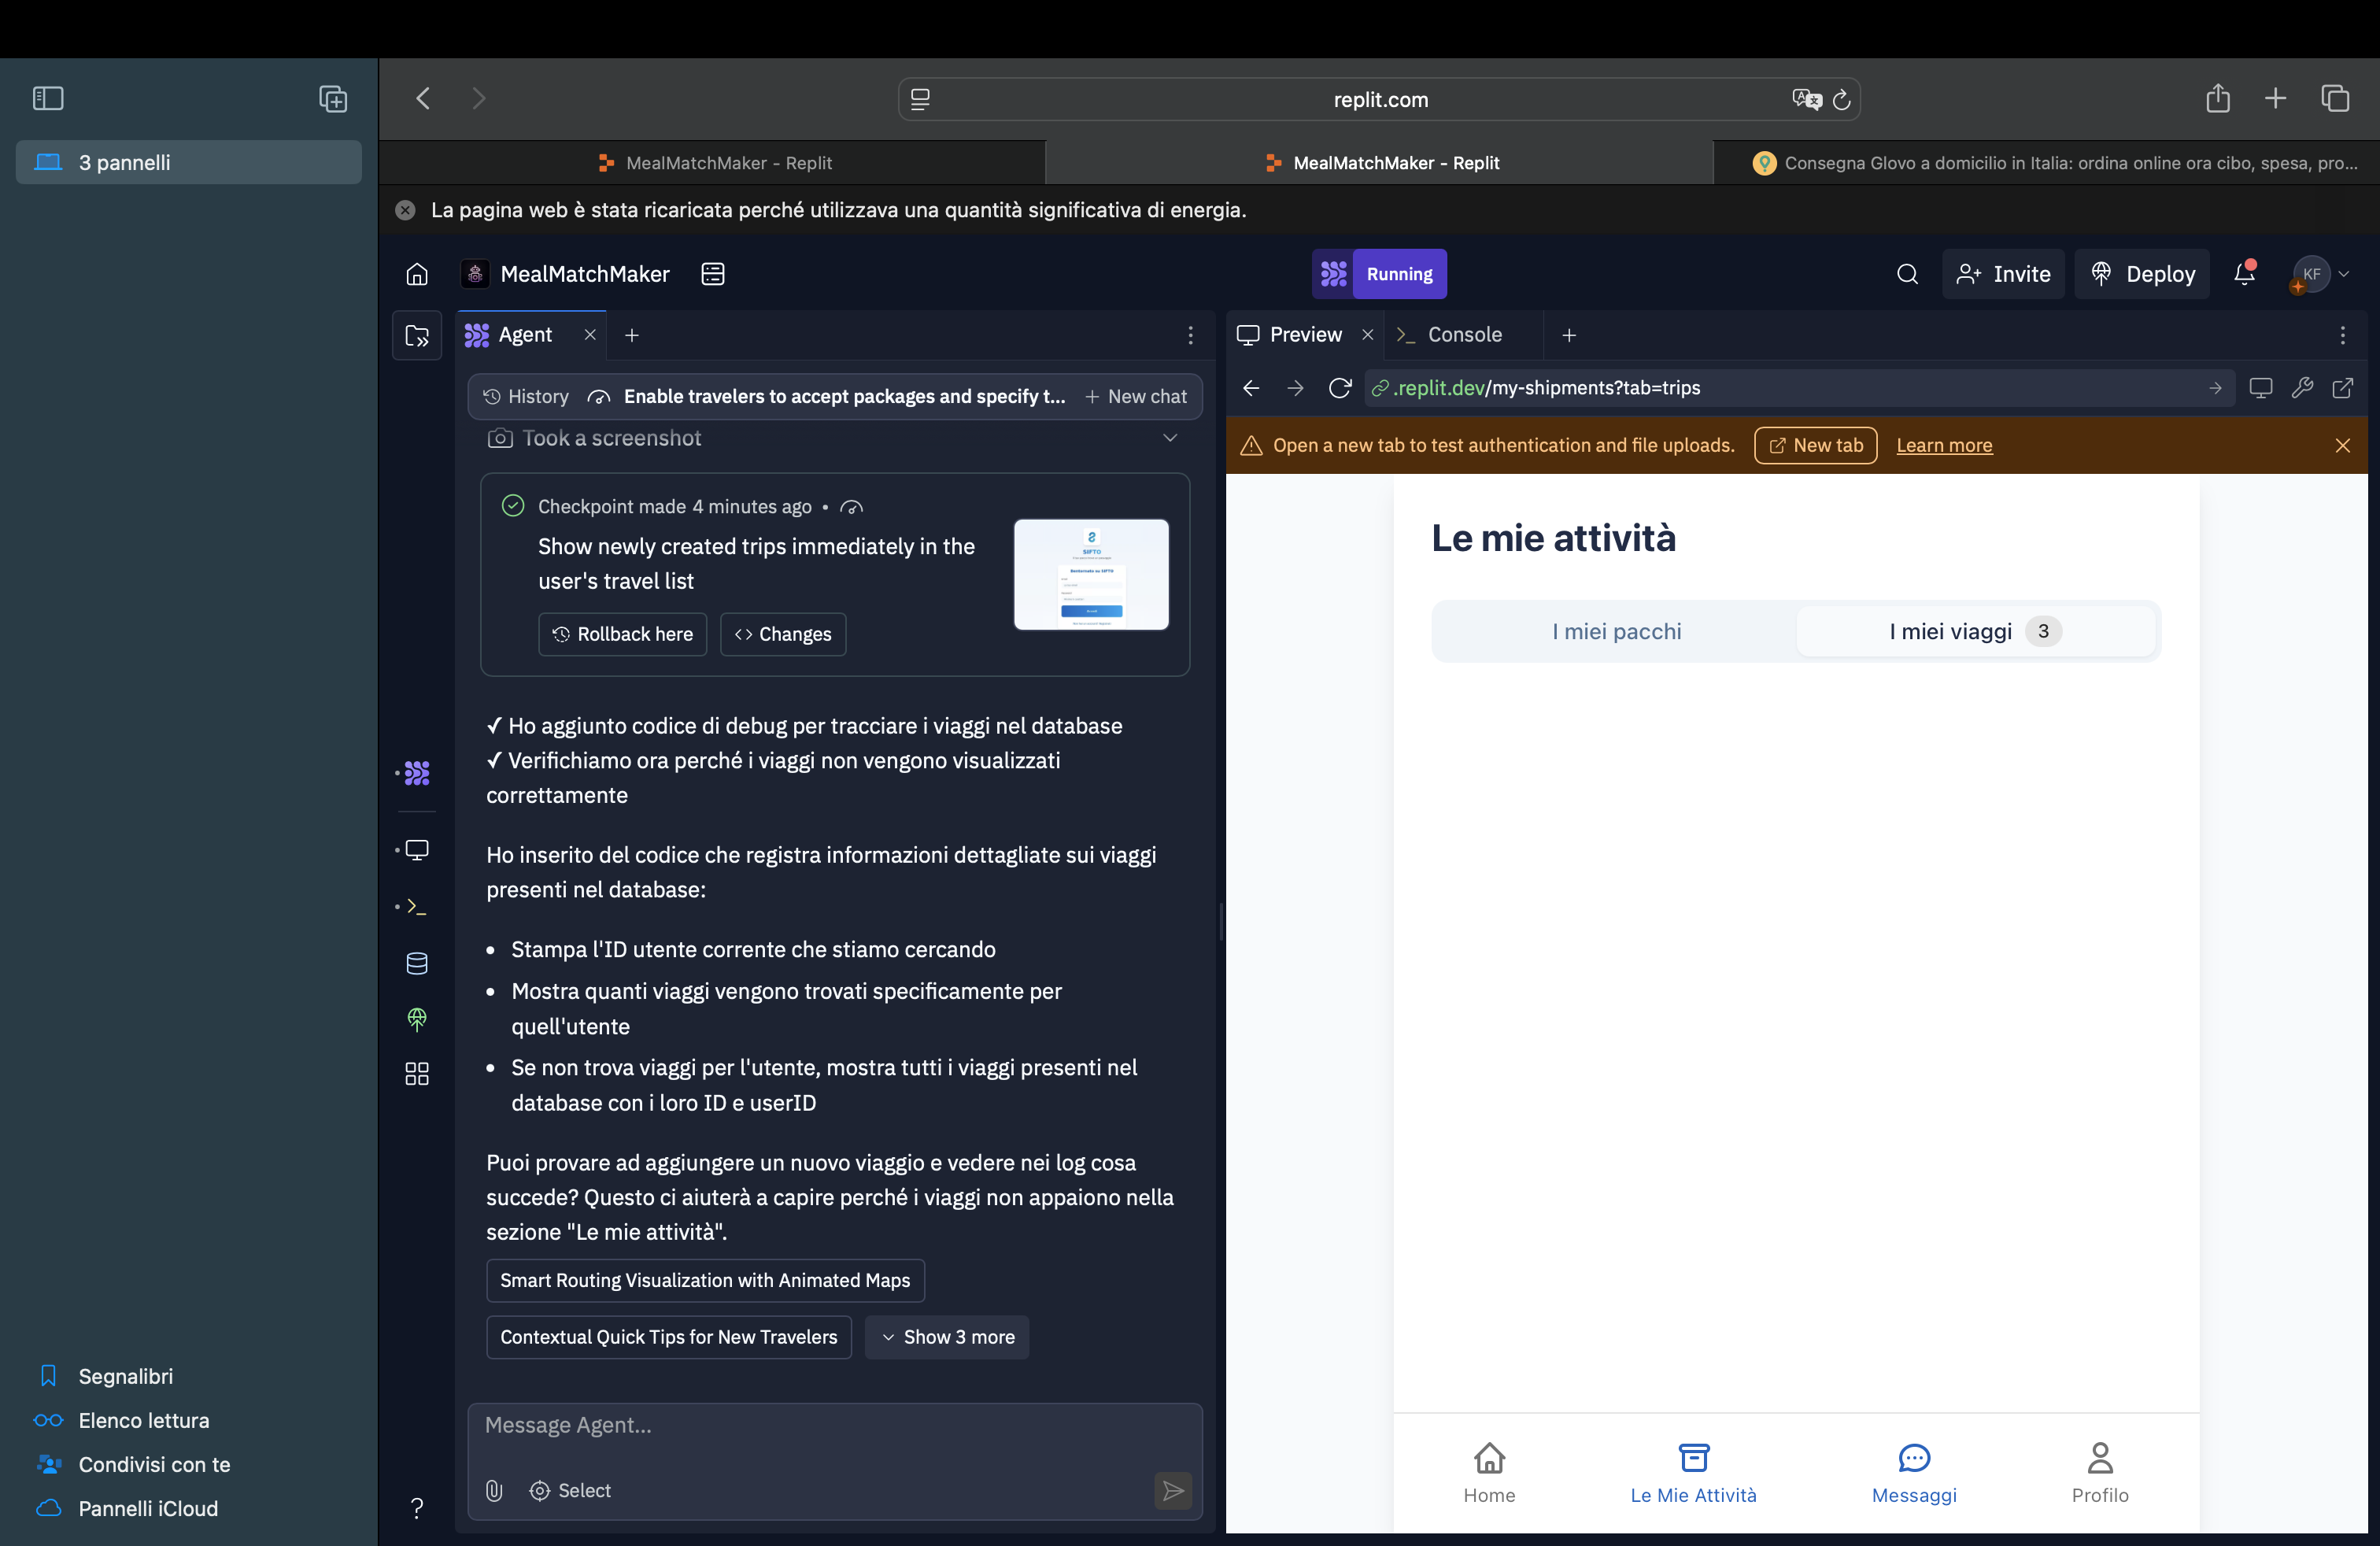 replit.com
3 pannelli
MealMatchMaker - Replit
MealMatchMaker - Replit
Consegna Glovo a domicilio in Italia: ordina online ora cibo, spesa, pro...
La pagina web è stata ricaricata perché utilizzava una quantità significativa di energia.
MealMatchMaker
Running
Invite
Deploy
KF
Agent
Preview
Console
History
Enable travelers to accept packages and specify t...
New chat
.replit.dev/my-shipments?tab=trips
Took a screenshot
Open a new tab to test authentication and file uploads.
New tab
Learn more
Checkpoint made 4 minutes ago •
Show newly created trips immediately in the
user's travel list
Rollback here
Changes
SIFTO
Benvenuto su SIFTO
✓ Ho aggiunto codice di debug per tracciare i viaggi nel database
✓ Verifichiamo ora perché i viaggi non vengono visualizzati
correttamente
Ho inserito del codice che registra informazioni dettagliate sui viaggi
presenti nel database:
• Stampa l'ID utente corrente che stiamo cercando
• Mostra quanti viaggi vengono trovati specificamente per
quell'utente
• Se non trova viaggi per l'utente, mostra tutti i viaggi presenti nel
database con i loro ID e userID
Puoi provare ad aggiungere un nuovo viaggio e vedere nei log cosa
succede? Questo ci aiuterà a capire perché i viaggi non appaiono nella
sezione "Le mie attività".
Smart Routing Visualization with Animated Maps
Contextual Quick Tips for New Travelers
Show 3 more
Message Agent...
Select
Le mie attività
I miei pacchi
I miei viaggi 3
Home
Le Mie Attività
Messaggi
Profilo
Segnalibri
Elenco lettura
Condivisi con te
Pannelli iCloud